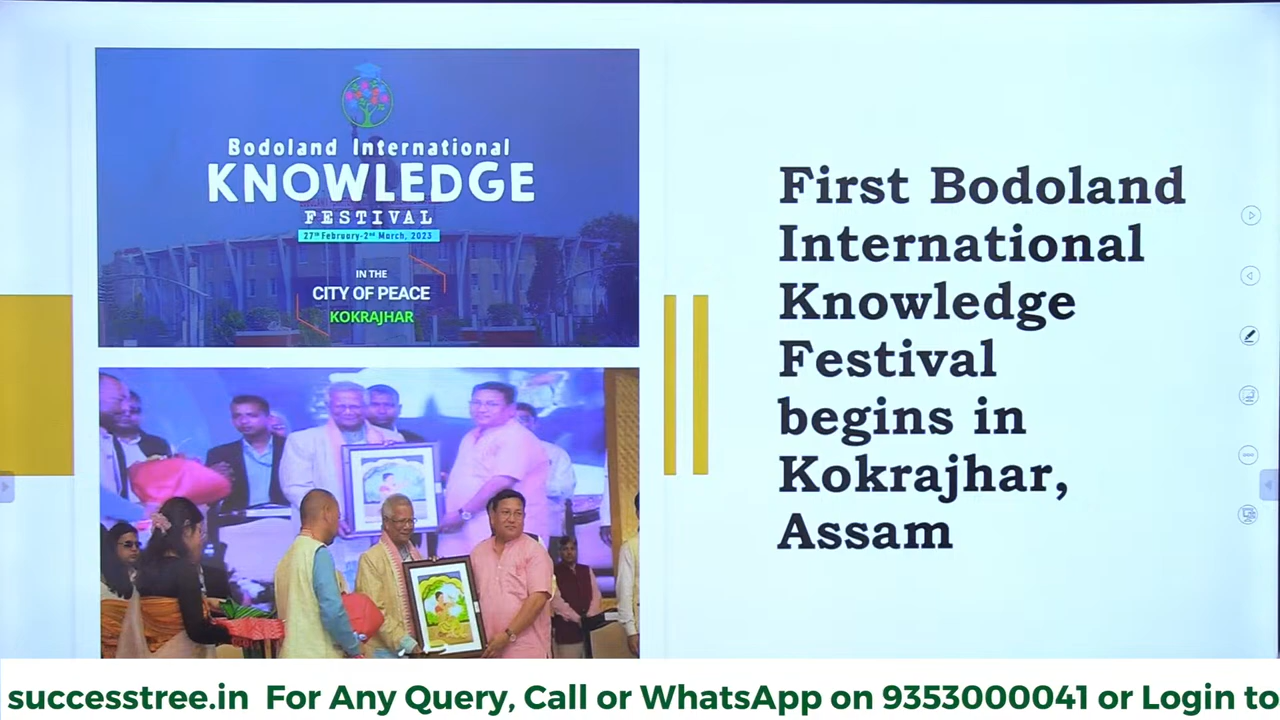 Bodoland International
KNOWLEDGE
FESTIVAL
27th February-2nd March, 2023
IN THE
CITY OF PEACE
KOKRAJHAR
First Bodoland
International
Knowledge
Festival
begins in
Kokrajhar,
Assam
successtree.in For Any Query, Call or WhatsApp on 9353000041 or Login to